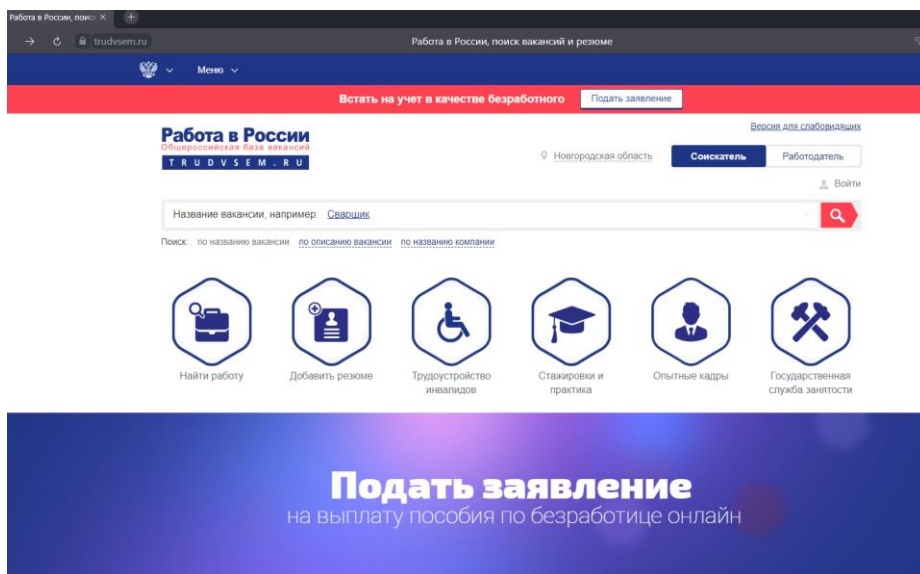 Работа в России, поиск
trudvsem.ru
Работа в России, поиск вакансий и резюме
Меню
Встать на учет в качестве безработного
Подать заявление
Версия для слабовидящих
Работа в России
Общероссийская база вакансий
TRUDVSEM.RU
Новгородская область
Соискатель
Работодатель
Войти
Название вакансии, например: Сварщик
Поиск: по названию вакансии по описанию вакансии по названию компании
Найти работу
Добавить резюме
Трудоустройство
инвалидов
Стажировки и
практика
Опытные кадры
Государственная
служба занятости
Подать заявление
на выплату пособия по безработице онлайн